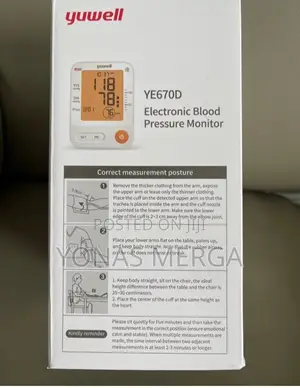 yuwell
yuwell
YE670D
Electronic Blood
Pressure Monitor
Correct measurement posture
1
Remove the thicker clothing from the arm, expose
the upper arm or leave only the thinner clothing.
Place the cuff on the detected upper arm so that the
trachea is placed inside the arm and the cuff nozzle
is pointed to the lower arm. Make sure the lower
side of the cuff is 2~3 cm away from the elbow joint.
POSTED ON JIJI
YONAS MERGA
2
Place your lower arm flat on the table, palms up,
and keep body straight.
3
1. Keep body straight, sit on the chair, the ideal
height difference between the table and the chair is
20~30 centimeters.
2. Place the center of the cuff at the same height as
the heart.
Kindly reminder
Please sit quietly for five minutes and then take the
measurement in the correct position (ensure emotional
calm and stable). When multiple measurements are
made, the time interval between two adjacent
measurements is at least 2-3 minutes or longer.